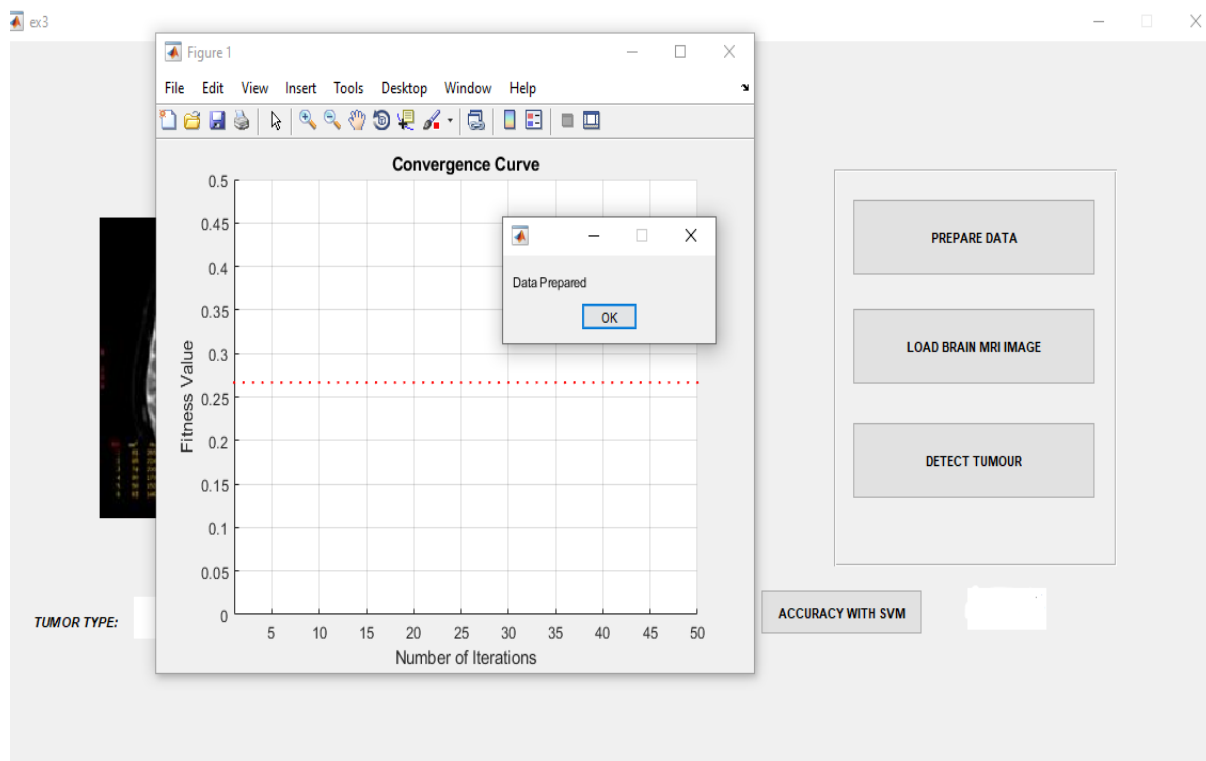 ex3
Figure 1
File Edit View Insert Tools Desktop Window Help
Convergence Curve
0.5
0.45
0.4
0.35
0.3
0.25
0.2
0.15
0.1
0.05
0
Fitness Value
5 10 15 20 25 30 35 40 45 50
Number of Iterations
Data Prepared
OK
PREPARE DATA
LOAD BRAIN MRI IMAGE
DETECT TUMOUR
TUMOR TYPE:
ACCURACY WITH SVM